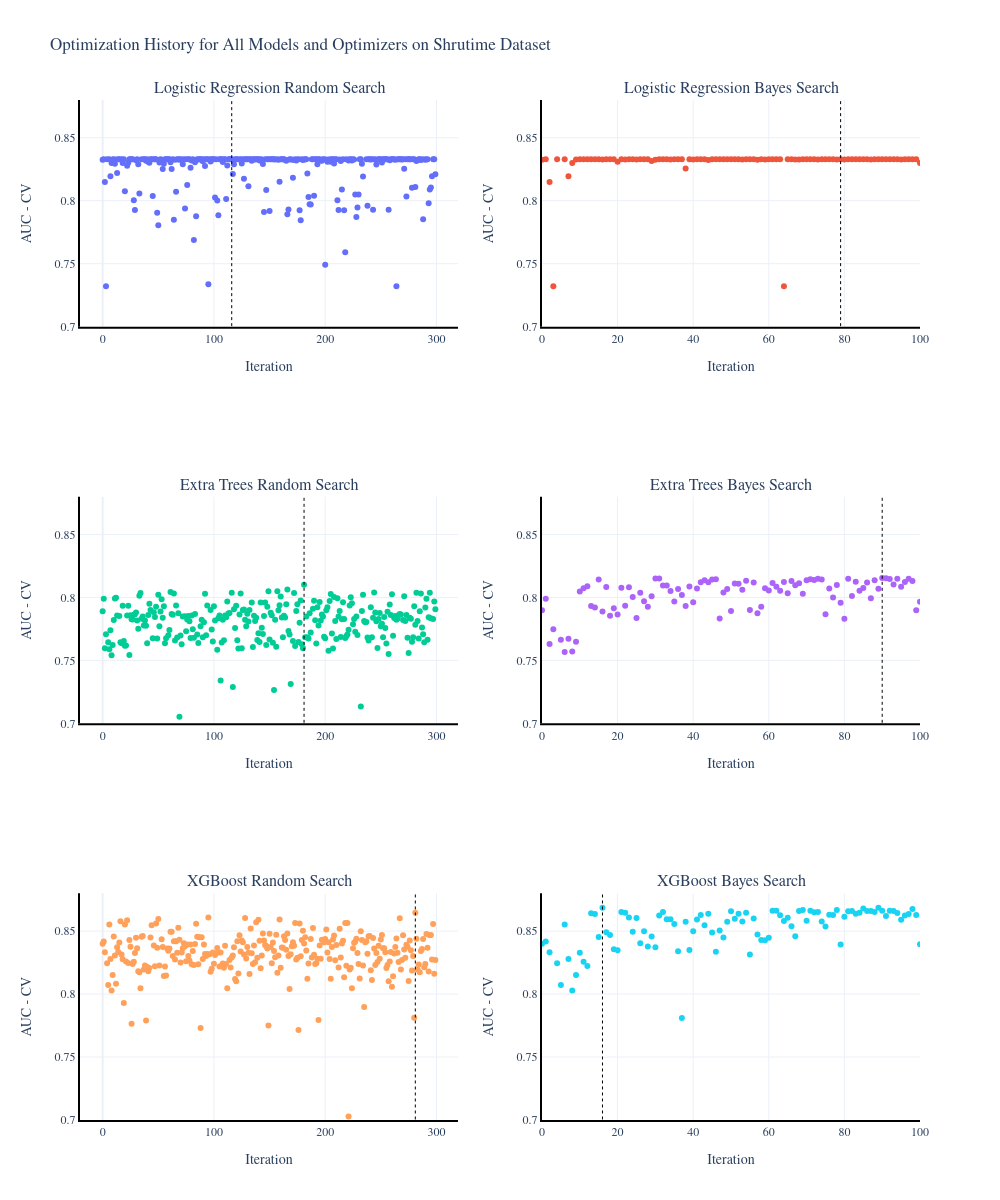 Optimization History for All Models and Optimizers on Shrutime Dataset
Logistic Regression Random Search
Logistic Regression Bayes Search
0.85
0.8
0.75
0.7
AUC - CV
0
100
200
300
Iteration
0.85
0.8
0.75
0.7
AUC - CV
0
20
40
60
80
100
Iteration
Extra Trees Random Search
Extra Trees Bayes Search
0.85
0.8
0.75
0.7
AUC - CV
0
100
200
300
Iteration
0.85
0.8
0.75
0.7
AUC - CV
0
20
40
60
80
100
Iteration
XGBoost Random Search
XGBoost Bayes Search
0.85
0.8
0.75
0.7
AUC - CV
0
100
200
300
Iteration
0.85
0.8
0.75
0.7
AUC - CV
0
20
40
60
80
100
Iteration